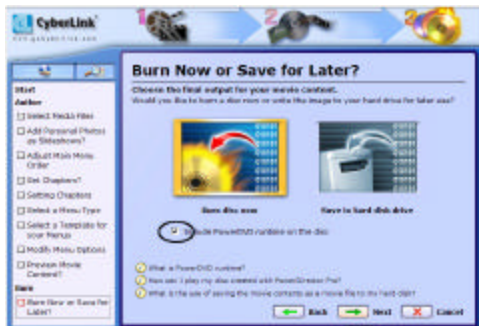 CyberLink
www.gocyberlink.com
Start
Author
Select Media Files
Add Personal Photos
as Slideshows?
Adjust Main Menu
Order
Set Chapters?
Setting Chapters
Select a Menu Type
Select a Template for
your Menus
Modify Menu Options
Preview Movie
Content?
Burn
Burn Now or Save for
Later?
Burn Now or Save for Later?
Choose the final output for your movie content.
Would you like to burn a disc now or write the image to your hard drive for later use?
Burn disc now
Save to hard disk drive
Include PowerDVD runtime on the disc
What is PowerDVD runtime?
How can I play my disc created with PowerDirector Pro?
What is the use of saving the movie contents as a movie file to my hard disk?
Back
Next
Cancel